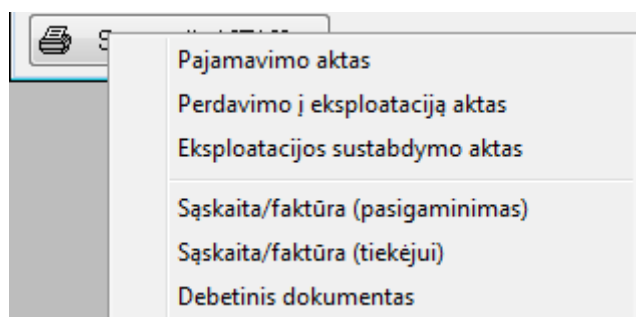 Pajamavimo aktas
Perdavimo į eksploataciją aktas
Eksploatacijos sustabdymo aktas
Sąskaita/faktūra (pasigaminimas)
Sąskaita/faktūra (tiekėjui)
Debetinis dokumentas